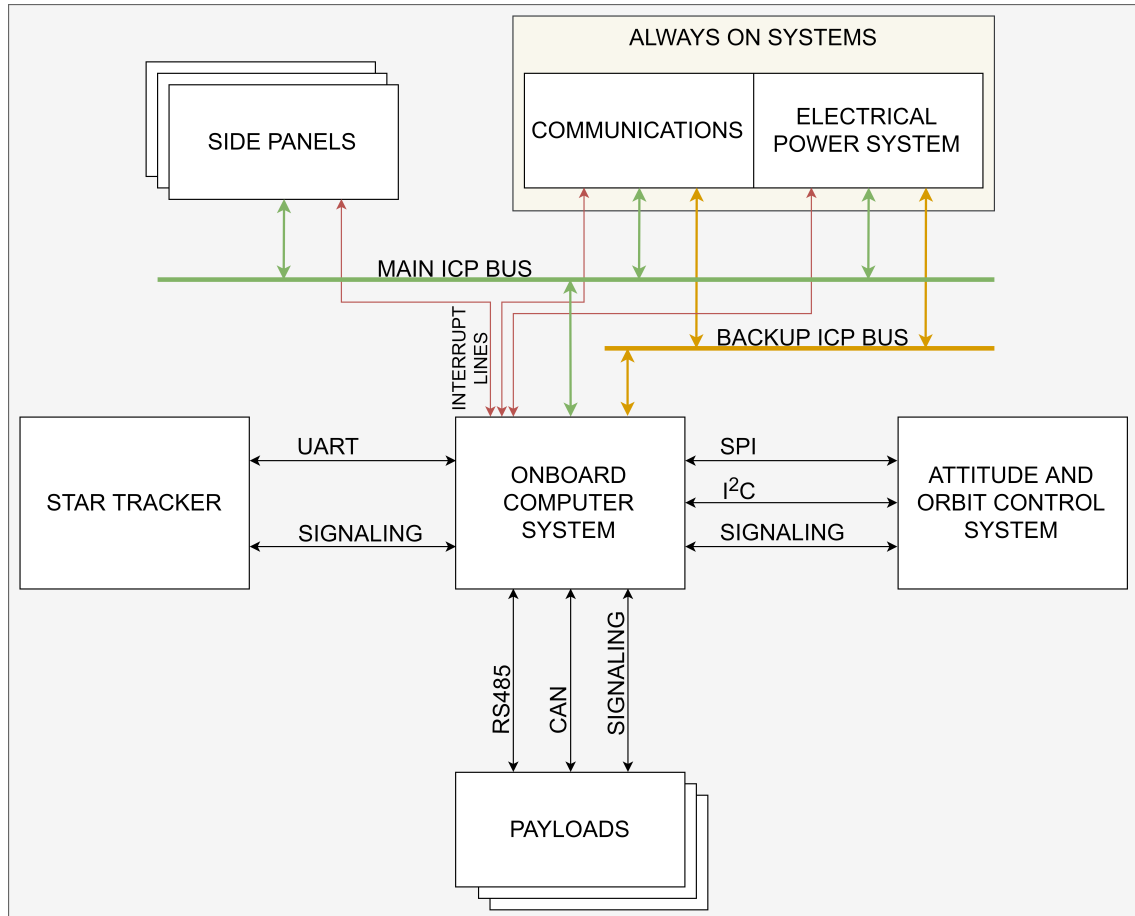 ALWAYS ON SYSTEMS
SIDE PANELS
COMMUNICATIONS
ELECTRICAL
POWER SYSTEM
MAIN ICP BUS
INTERRUPT
LINES
BACKUP ICP BUS
STAR TRACKER
UART
SIGNALING
ONBOARD
COMPUTER
SYSTEM
SPI
I²C
SIGNALING
ATTITUDE AND
ORBIT CONTROL
SYSTEM
RS485
CAN
SIGNALING
PAYLOADS